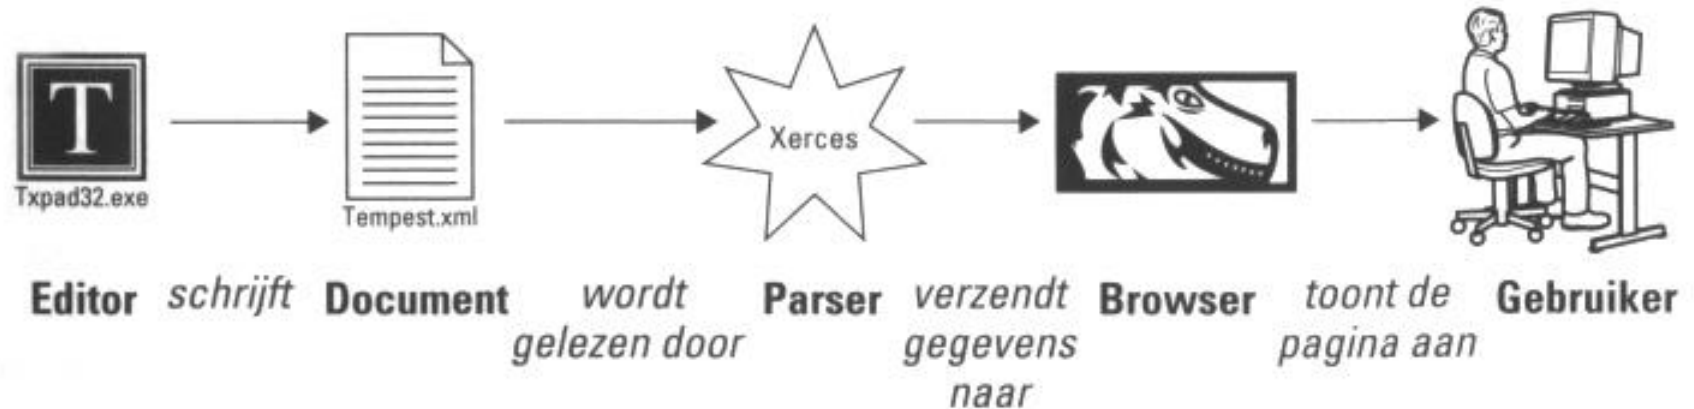 T
Txpad32.exe
Tempest.xml
Xerces
Editor schrijft Document wordt Parser verzendt Browser toont de Gebruiker
gelezen door gegevens pagina aan
naar